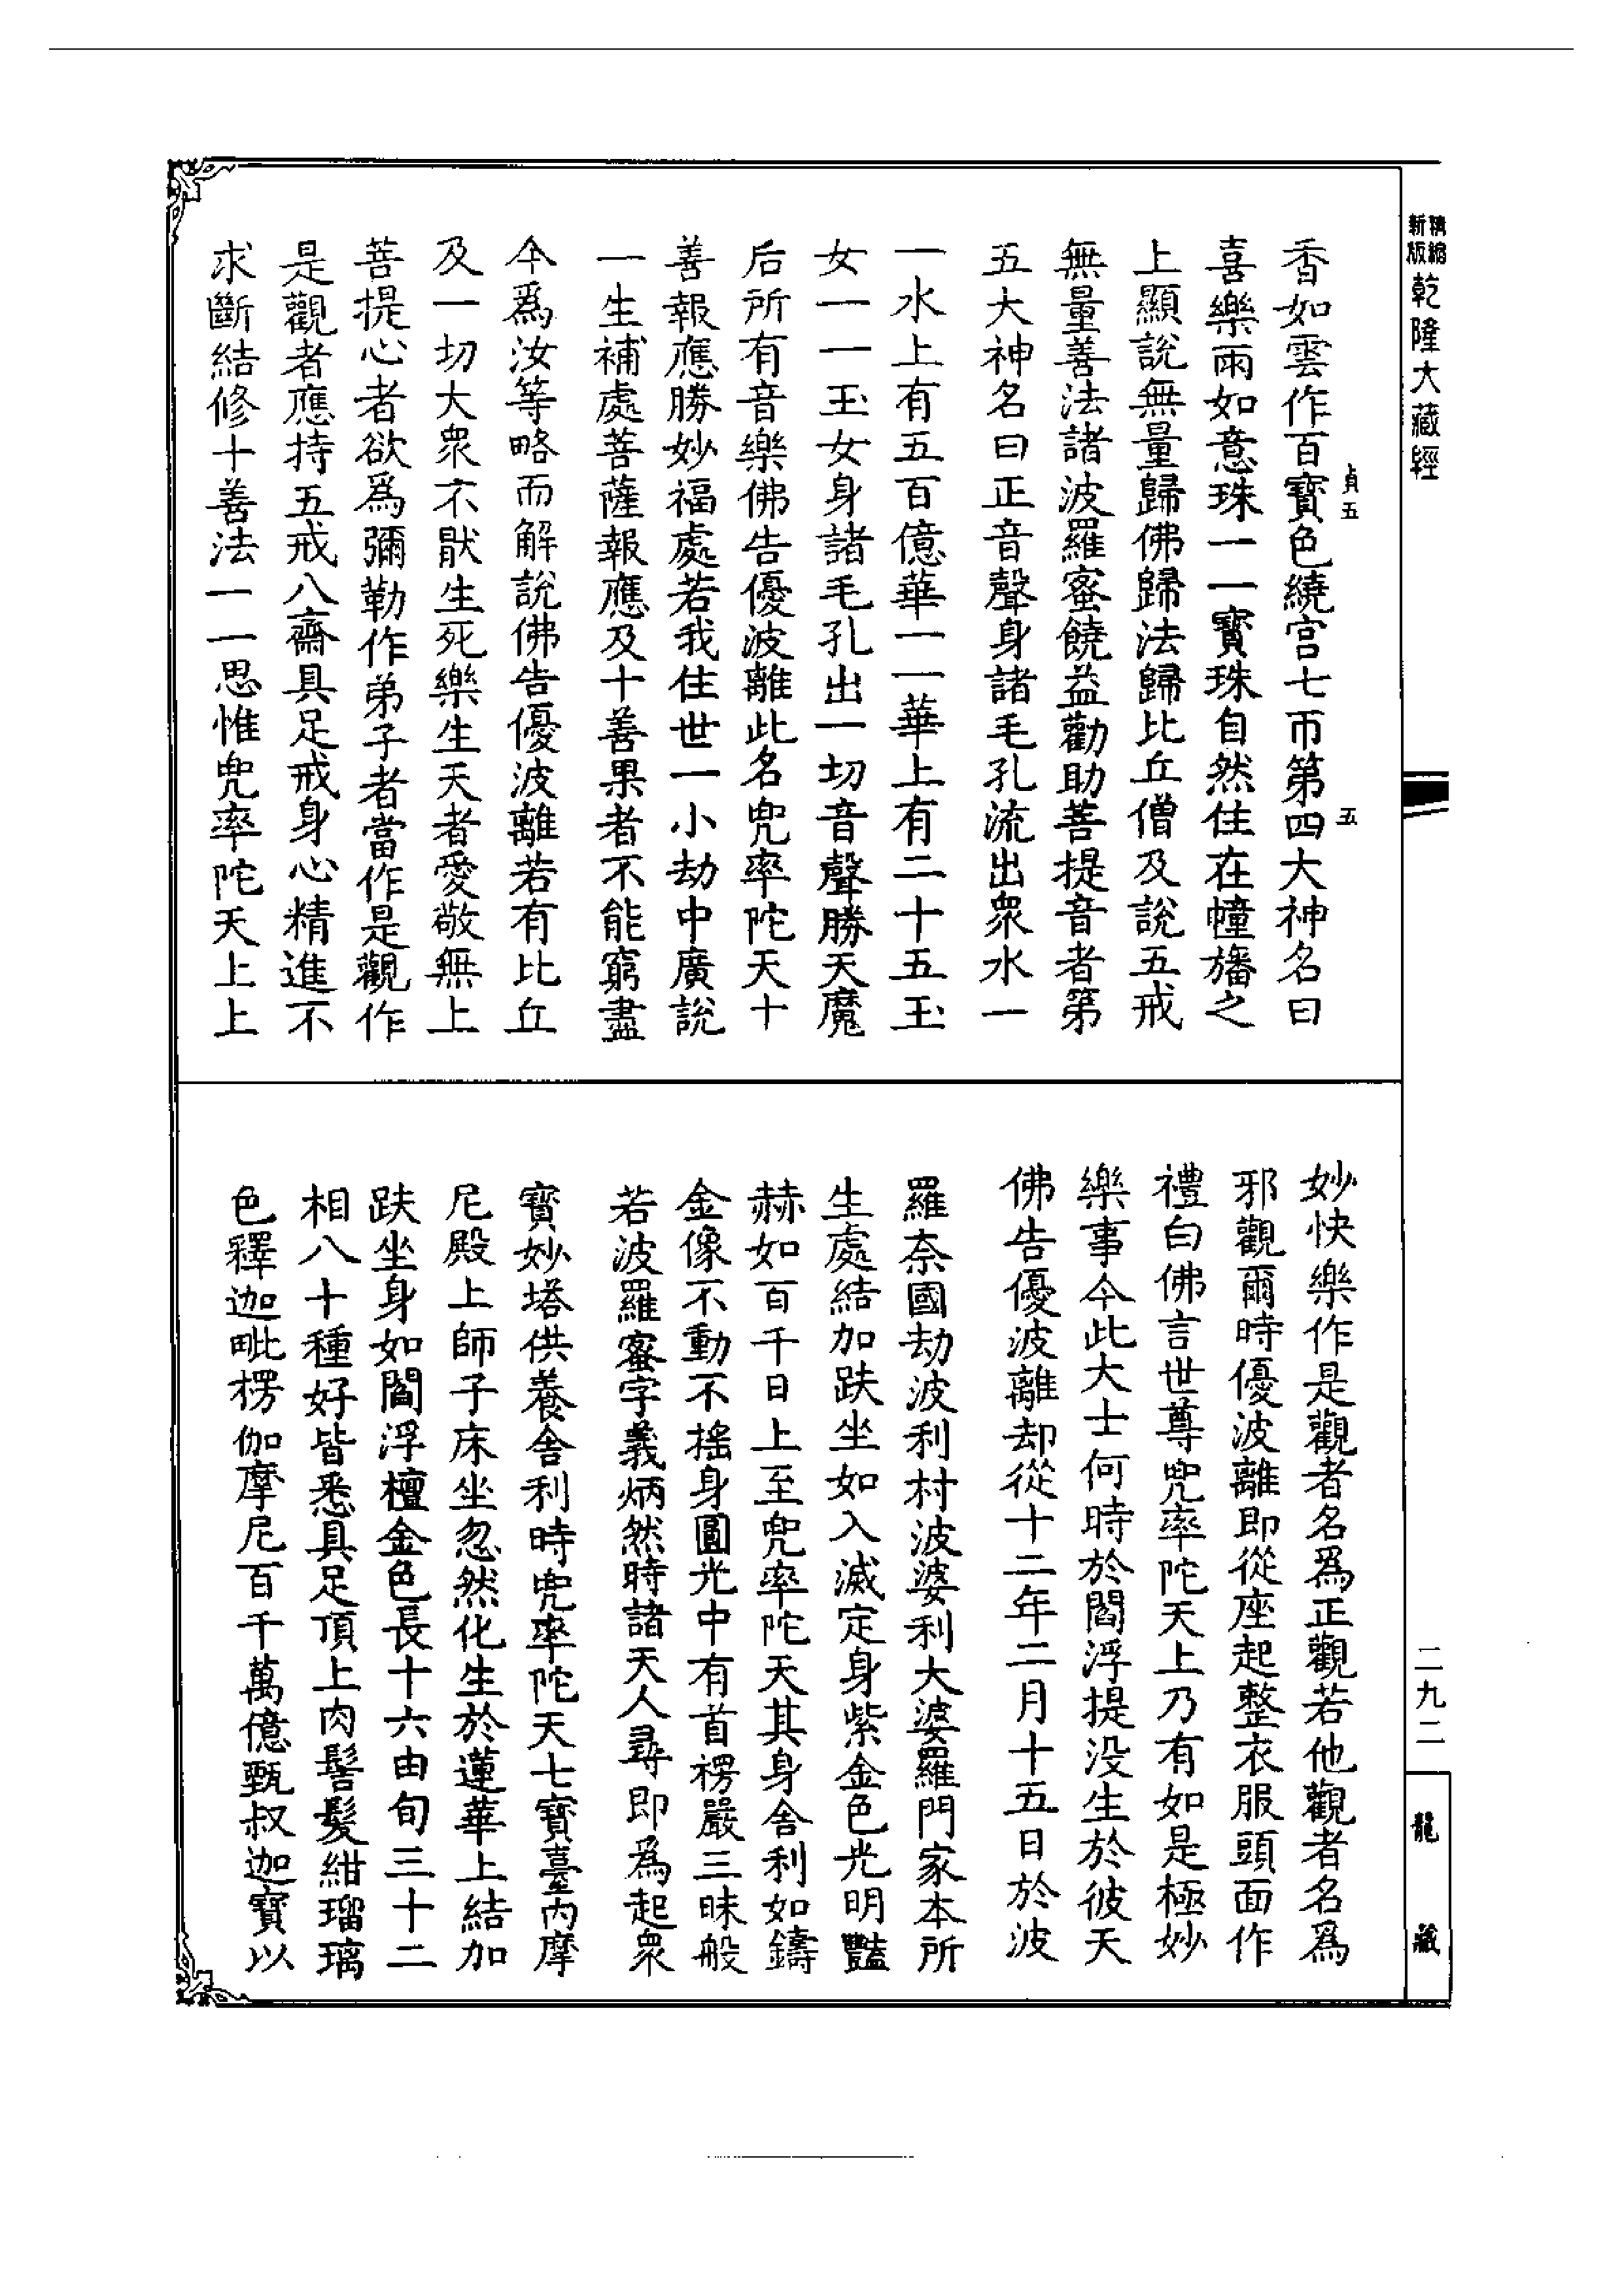 精縮新版乾隆大藏經
貞五
五
香如雲作百寶色繞宮七帀第四大神名曰
喜樂雨如意珠一一寶珠自然住在幢旛之
上顯說無量歸佛歸法歸比丘僧及說五戒
無量善法諸波羅蜜饒益勸助菩提音者第
五大神名曰正音聲身諸毛孔流出衆水一
一水上有五百億華一一華上有二十五玉
女一一玉女身諸毛孔出一切音聲勝天魔
后所有音樂佛告優波離此名兜率陀天十
善報應勝妙福處若我住世一小劫中廣說
一生補處菩薩報應及十善果者不能窮盡
今爲汝等略而解說佛告優波離若有比丘
及一切大衆不猒生死樂生天者愛敬無上
菩提心者欲爲彌勒作弟子者當作是觀作
是觀者應持五戒八齋具足戒身心精進不
求斷結修十善法一一思惟兜率陀天上上
妙快樂作是觀者名爲正觀若他觀者名爲
邪觀爾時優波離即從座起整衣服頭面作
禮白佛言世尊兜率陀天上乃有如是極妙
樂事今此大士何時於閻浮提没生於彼天
佛告優波離却從十二年二月十五日於波
羅奈國劫波利村波婆利大婆羅門家本所
生處結加趺坐如入滅定身紫金色光明豔
赫如百千日上至兜率陀天其身舍利如鑄
金像不動不搖身圓光中有首楞嚴三昧般
若波羅蜜字義炳然時諸天人尋即爲起衆
寶妙塔供養舍利時兜率陀天七寶臺內摩
尼殿上師子床坐忽然化生於蓮華上結加
趺坐身如閻浮檀金色長十六由旬三十二
相八十種好皆悉具足頂上肉髻髮紺瑠璃
色釋迦毗楞伽摩尼百千萬億甄叔迦寶以
二九二
龍藏